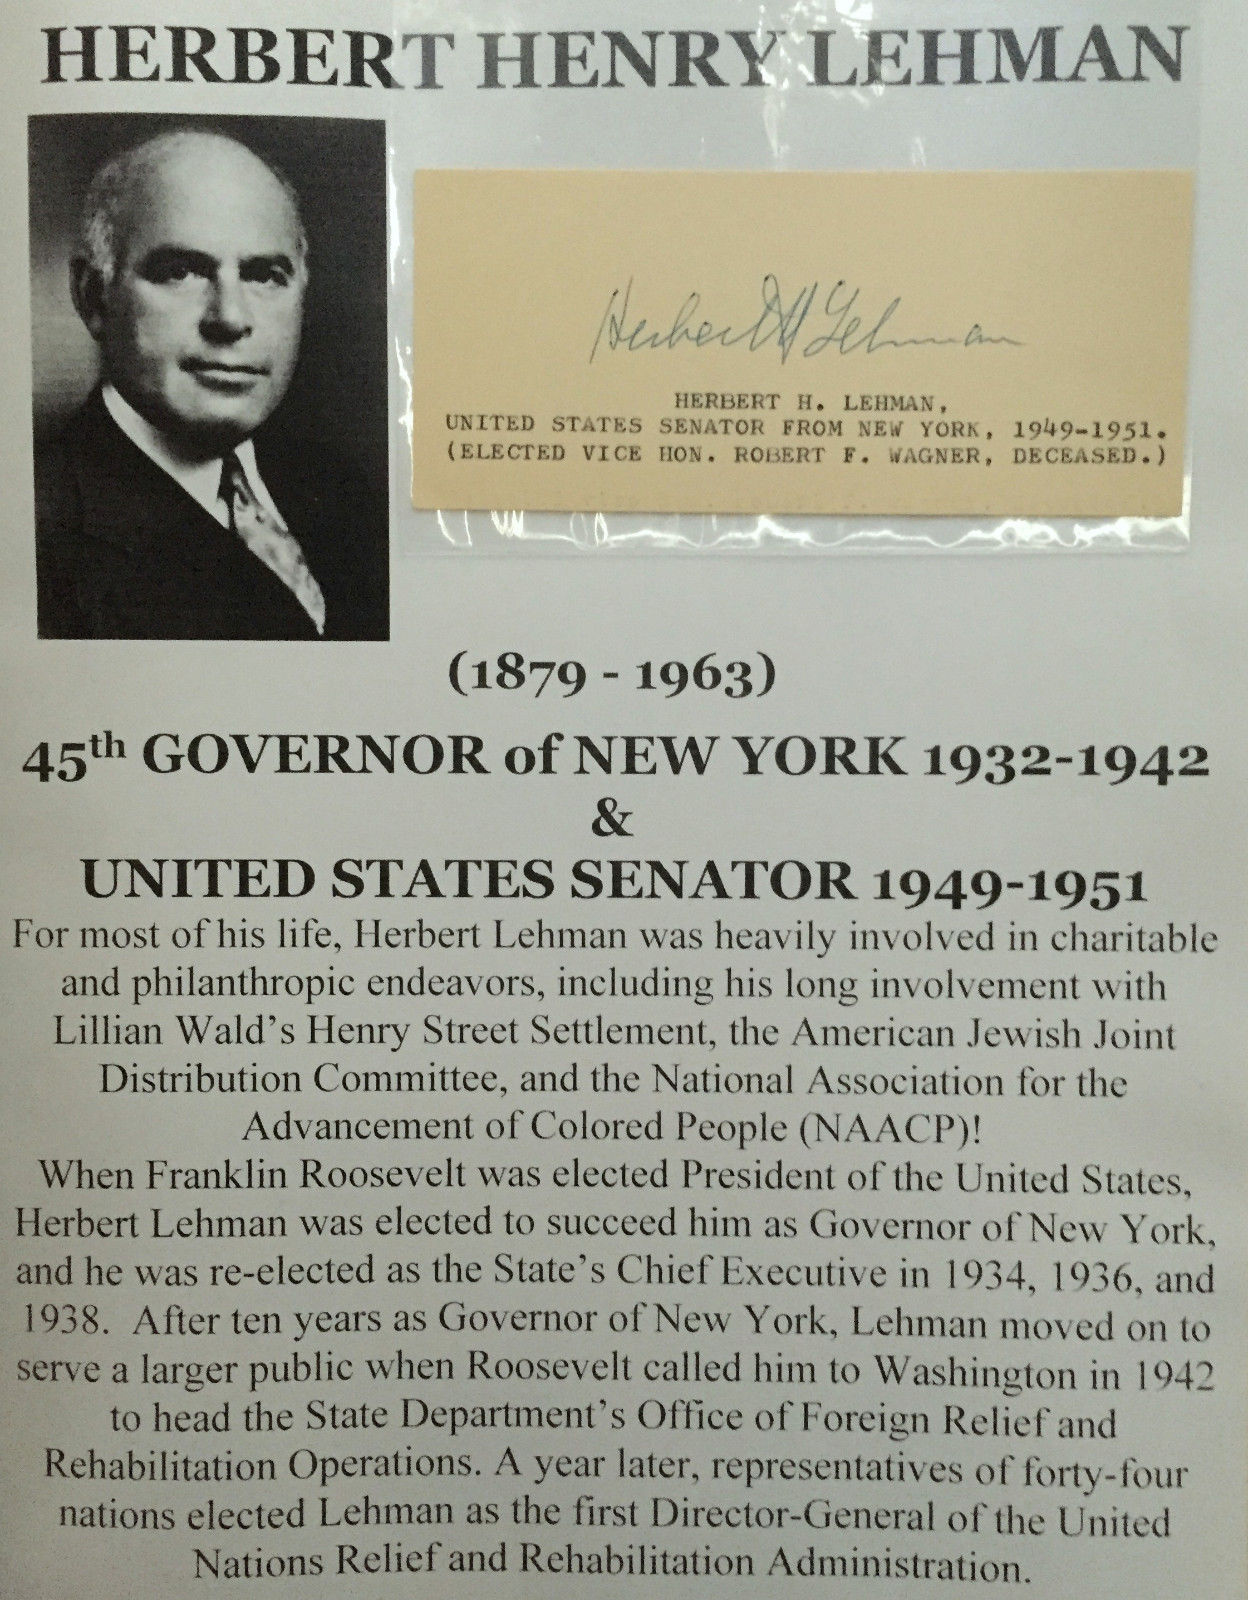 HERBERT HENRY LEHMAN
Herbert H Lehman
HERBERT H. LEHMAN,
UNITED STATES SENATOR FROM NEW YORK, 1949-1951.
(ELECTED VICE HON. ROBERT F. WAGNER, DECEASED.)
(1879 - 1963)
45th GOVERNOR of NEW YORK 1932-1942
&
UNITED STATES SENATOR 1949-1951
For most of his life, Herbert Lehman was heavily involved in charitable
and philanthropic endeavors, including his long involvement with
Lillian Wald’s Henry Street Settlement, the American Jewish Joint
Distribution Committee, and the National Association for the
Advancement of Colored People (NAACP)!
When Franklin Roosevelt was elected President of the United States,
Herbert Lehman was elected to succeed him as Governor of New York,
and he was re-elected as the State’s Chief Executive in 1934, 1936, and
1938. After ten years as Governor of New York, Lehman moved on to
serve a larger public when Roosevelt called him to Washington in 1942
to head the State Department’s Office of Foreign Relief and
Rehabilitation Operations. A year later, representatives of forty-four
nations elected Lehman as the first Director-General of the United
Nations Relief and Rehabilitation Administration.